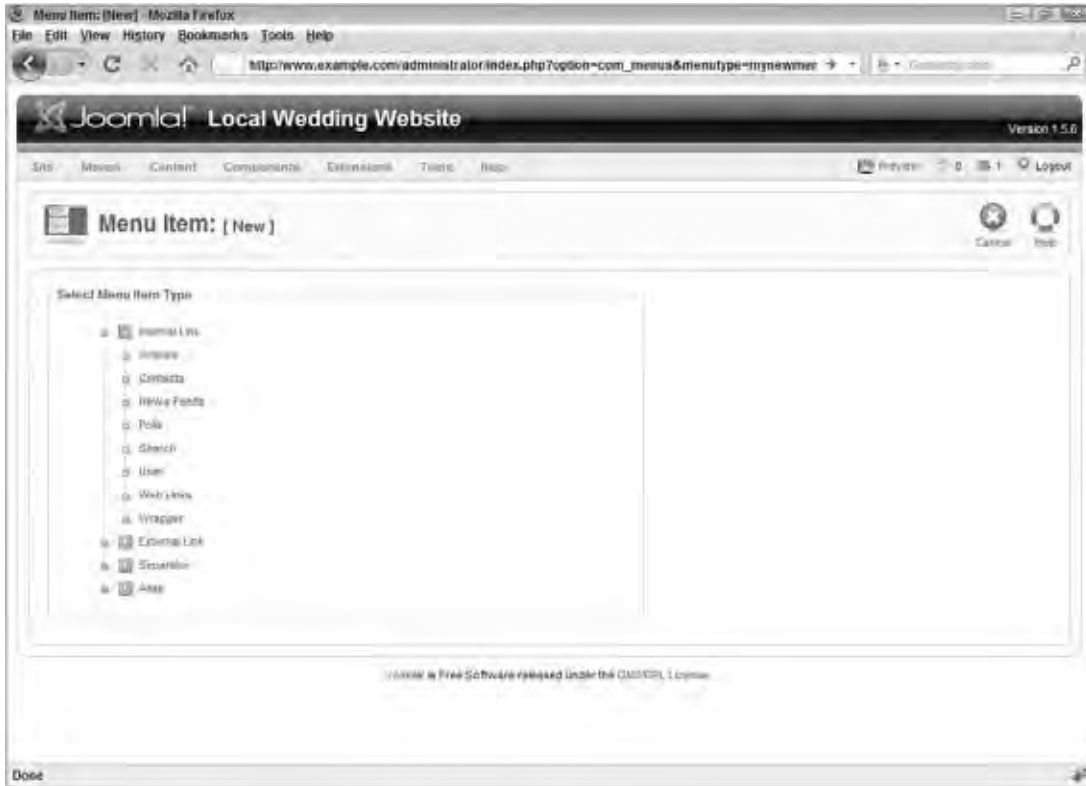 Menu Item: [New] - Mozilla Firefox
File Edit View History Bookmarks Tools Help
http://www.example.com/administrator/index.php?option=com_menus&menutype=mynewmen
Joomla! Local Wedding Website
Version 1.5.6
Site Menus Content Components Extensions Tools Help
Preview 0 1 Logout
Menu Item: [ New ]
Cancel Help
Select Menu Item Type
Internal Link
Articles
Contacts
News Feeds
Polls
Search
User
Web Links
Wrapper
External Link
Separator
Alias
Joomla! is Free Software released under the GNU/GPL License.
Done